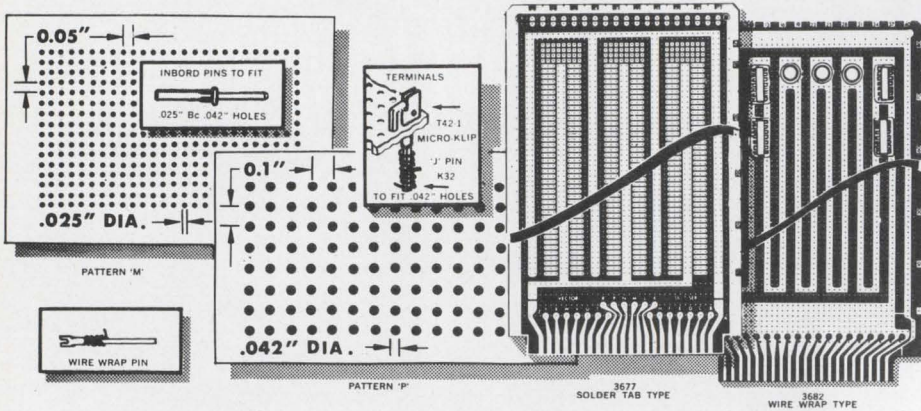 0.05"
INBORD PINS TO FIT
.025" Bc .042" HOLES
.025" DIA.
PATTERN 'M'
WIRE WRAP PIN
TERMINALS
T42-1
MICRO-KLIP
'J' PIN
K32
TO FIT .042" HOLES
0.1"
.042" DIA.
PATTERN 'P'
3677
SOLDER TAB TYPE
3682
WIRE WRAP TYPE